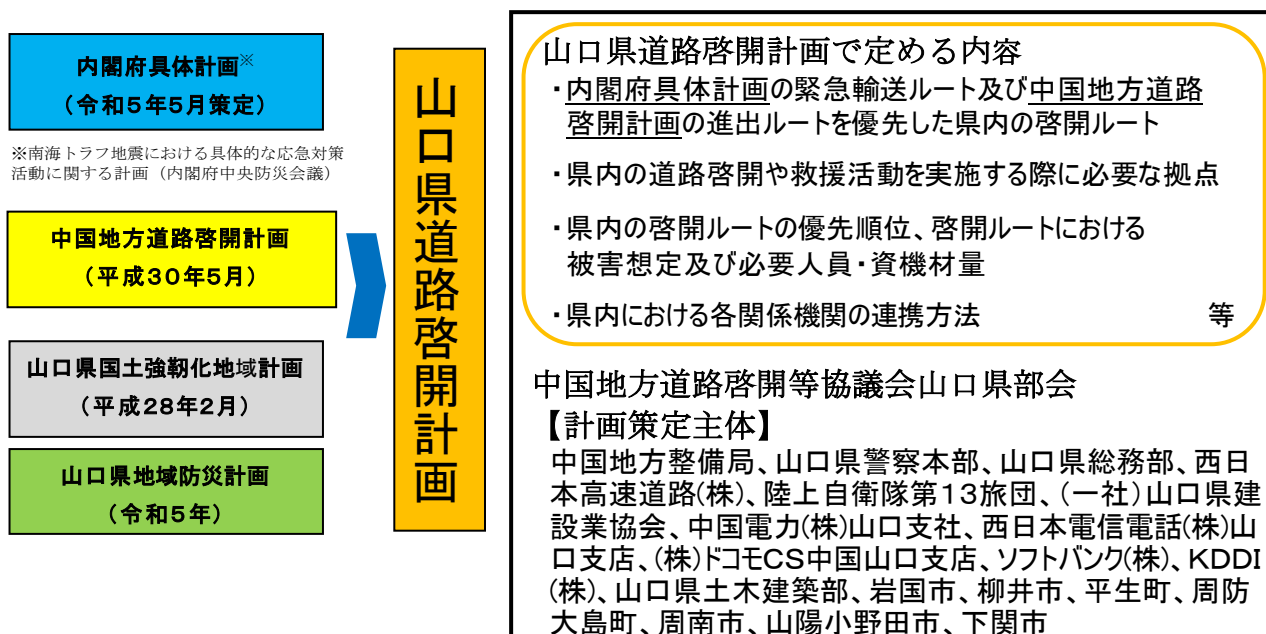 内閣府具体計画※
（令和5年5月策定）
※南海トラフ地震における具体的な応急対策
活動に関する計画（内閣府中央防災会議）
中国地方道路啓開計画
（平成30年5月）
山口県国土強靭化地域計画
（平成28年2月）
山口県地域防災計画
（令和5年）
山口県道路啓開計画
山口県道路啓開計画で定める内容
・内閣府具体計画の緊急輸送ルート及び中国地方道路
啓開計画の進出ルートを優先した県内の啓開ルート
・県内の道路啓開や救援活動を実施する際に必要な拠点
・県内の啓開ルートの優先順位、啓開ルートにおける
被害想定及び必要人員・資機材量
・県内における各関係機関の連携方法 等
中国地方道路啓開等協議会山口県部会
【計画策定主体】
中国地方整備局、山口県警察本部、山口県総務部、西日
本高速道路(株)、陸上自衛隊第13旅団、(一社)山口県建
設業協会、中国電力(株)山口支社、西日本電信電話(株)山
口支店、(株)ドコモCS中国山口支店、ソフトバンク(株)、KDDI
(株)、山口県土木建築部、岩国市、柳井市、平生町、周防
大島町、周南市、山陽小野田市、下関市